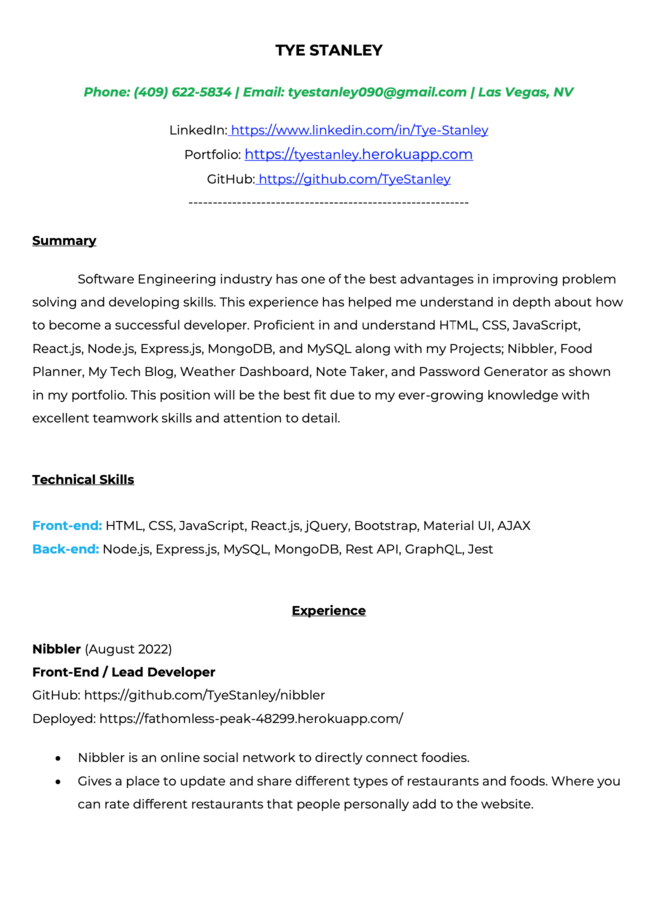 TYE STANLEY
Phone: (409) 622-5834 | Email: tyestanley090@gmail.com | Las Vegas, NV
LinkedIn: https://www.linkedin.com/in/Tye-Stanley
Portfolio: https://tyestanley.herokuapp.com
GitHub: https://github.com/TyeStanley
----------------------------------------------------------
Summary
Software Engineering industry has one of the best advantages in improving problem
solving and developing skills. This experience has helped me understand in depth about how
to become a successful developer. Proficient in and understand HTML, CSS, JavaScript,
React.js, Node.js, Express.js, MongoDB, and MySQL along with my Projects; Nibbler, Food
Planner, My Tech Blog, Weather Dashboard, Note Taker, and Password Generator as shown
in my portfolio. This position will be the best fit due to my ever-growing knowledge with
excellent teamwork skills and attention to detail.
Technical Skills
Front-end: HTML, CSS, JavaScript, React.js, jQuery, Bootstrap, Material UI, AJAX
Back-end: Node.js, Express.js, MySQL, MongoDB, Rest API, GraphQL, Jest
Experience
Nibbler (August 2022)
Front-End / Lead Developer
GitHub: https://github.com/TyeStanley/nibbler
Deployed: https://fathomless-peak-48299.herokuapp.com/
• Nibbler is an online social network to directly connect foodies.
• Gives a place to update and share different types of restaurants and foods. Where you
can rate different restaurants that people personally add to the website.